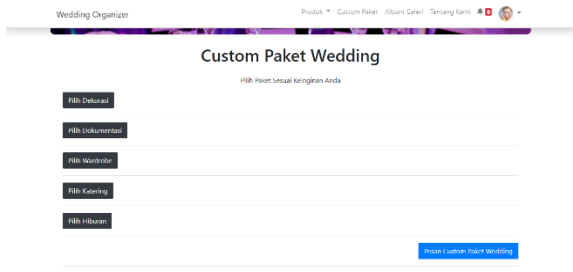 Wedding Organizer
Produk Custom Paket Album Galeri Tentang Kami
Custom Paket Wedding
Pilih Paket Sesuai Keinginan Anda
Pilih Dekorasi
Pilih Dokumentasi
Pilih Wardrobe
Pilih Katering
Pilih Hiburan
Pesan Custom Paket Wedding